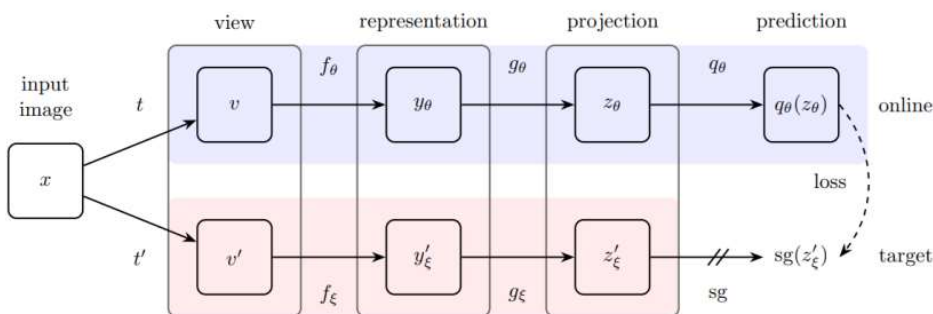 view representation projection prediction
input
image
t
f_θ g_θ q_θ
v y_θ z_θ q_θ(z_θ) online
x
loss
t′
v′ y′_ξ z′_ξ sg(z′_ξ) target
f_ξ g_ξ sg